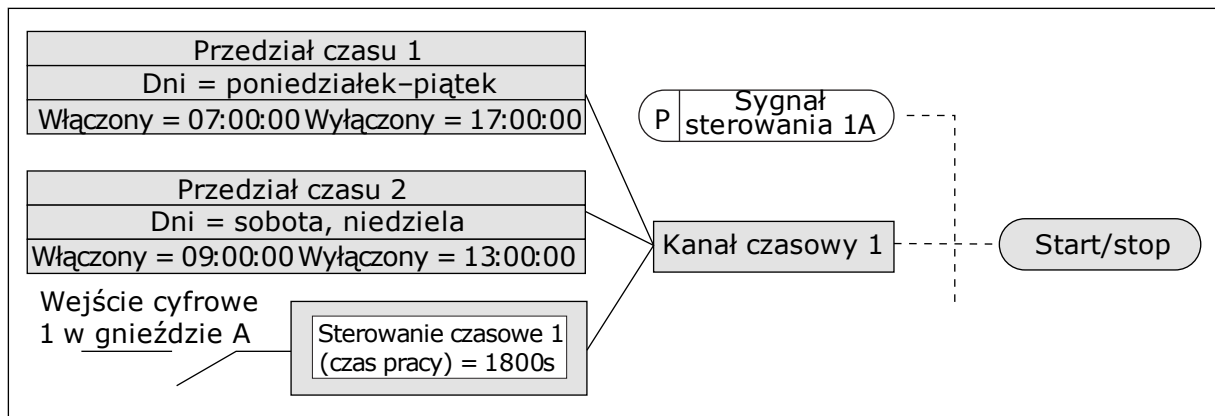 Przedział czasu 1
Dni = poniedziałek–piątek
Włączony = 07:00:00 Wyłączony = 17:00:00
P
Sygnał
sterowania 1A
Przedział czasu 2
Dni = sobota, niedziela
Włączony = 09:00:00 Wyłączony = 13:00:00
Kanał czasowy 1
Start/stop
Wejście cyfrowe
1 w gnieździe A
Sterowanie czasowe 1
(czas pracy) = 1800s